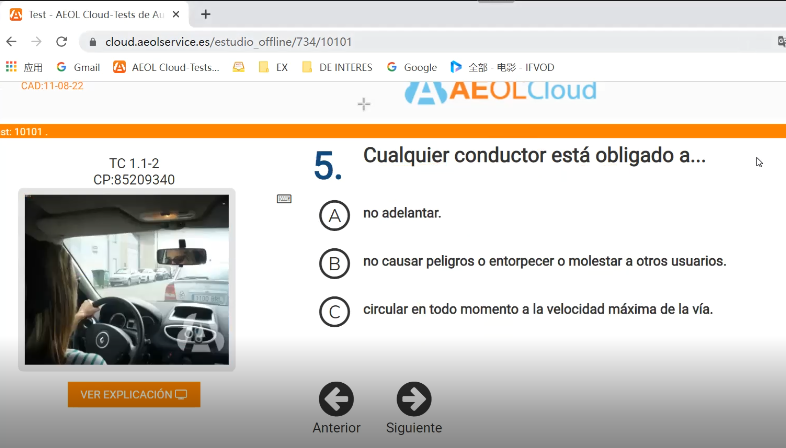 Test - AEOL Cloud-Tests de Au
cloud.aeolservice.es/estudio_offline/734/10101
应用
Gmail
AEOL Cloud-Tests...
EX
DE INTERES
Google
全部 - 电影 - IFVOD
CAD:11-08-22
AEOLCloud
st: 10101 .
TC 1.1-2
CP:85209340
5. Cualquier conductor está obligado a...
A no adelantar.
B no causar peligros o entorpecer o molestar a otros usuarios.
C circular en todo momento a la velocidad máxima de la vía.
VER EXPLICACIÓN
Anterior
Siguiente